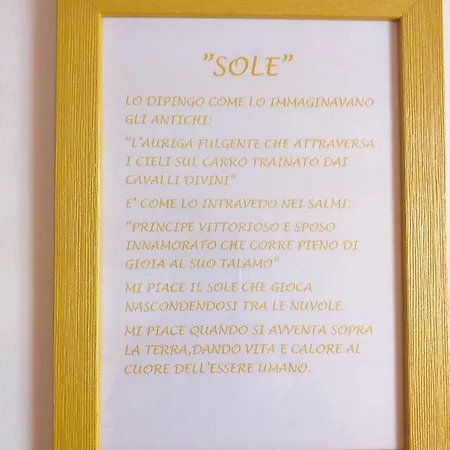 "SOLE"
LO DIPINGO COME LO IMMAGINAVANO
GLI ANTICHI:
"L'AURIGA FULGENTE CHE ATTRAVERSA
I CIELI SUL CARRO TRAINATO DAI
CAVALLI DIVINI"
E' COME LO INTRAVEDO NEI SALMI:
"PRINCIPE VITTORIOSO E SPOSO
INNAMORATO CHE CORRE PIENO DI
GIOIA AL SUO TALAMO"
MI PIACE IL SOLE CHE GIOCA
NASCONDENDOSI TRA LE NUVOLE.
MI PIACE QUANDO SI AVVENTA SOPRA
LA TERRA,DANDO VITA E CALORE AL
CUORE DELL'ESSERE UMANO.